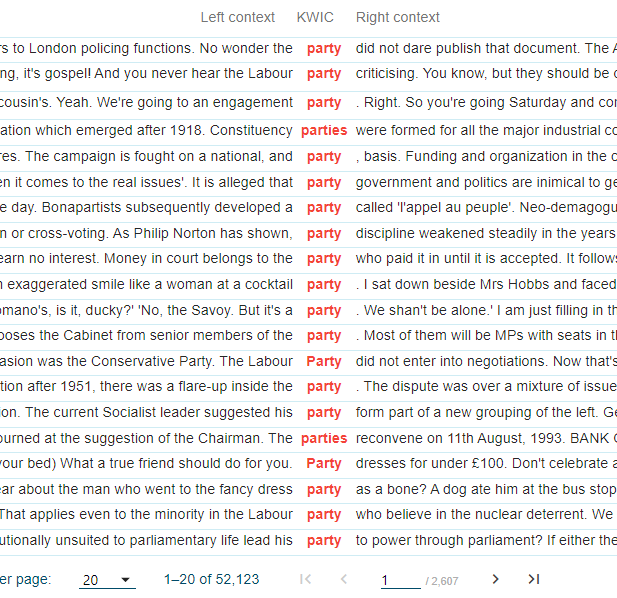 Left context KWIC Right context
rs to London policing functions. No wonder the party did not dare publish that document. The A
ng, it's gospel! And you never hear the Labour party criticising. You know, but they should be
cousin's. Yeah. We're going to an engagement party . Right. So you're going Saturday and
ation which emerged after 1918. Constituency parties were formed for all the major industrial
res. The campaign is fought on a national, and party , basis. Funding and organization in the
n it comes to the real issues'. It is alleged that party government and politics are inimical to
e day. Bonapartists subsequently developed a party called 'l'appel au peuple'. Neo-demagogu
n or cross-voting. As Philip Norton has shown, party discipline weakened steadily in the years
earn no interest. Money in court belongs to the party who paid it in until it is accepted. It follows
exaggerated smile like a woman at a cocktail party . I sat down beside Mrs Hobbs and faced
omano's, is it, ducky?' 'No, the Savoy. But it's a party . We shan't be alone.' I am just filling in
ooses the Cabinet from senior members of the party . Most of them will be MPs with seats in
asion was the Conservative Party. The Labour Party did not enter into negotiations. Now that's
tion after 1951, there was a flare-up inside the party . The dispute was over a mixture of issue
ion. The current Socialist leader suggested his party form part of a new grouping of the left.
ourned at the suggestion of the Chairman. The parties reconvene on 11th August, 1993. BANK
your bed) What a true friend should do for you. Party dresses for under £100. Don't celebrate a
ear about the man who went to the fancy dress party as a bone? A dog ate him at the bus stop
That applies even to the minority in the Labour party who believe in the nuclear deterrent. We
utionally unsuited to parliamentary life lead his party to power through parliament? If either the
er page: 20 1–20 of 52,123 |< < 1 / 2,607 > >|